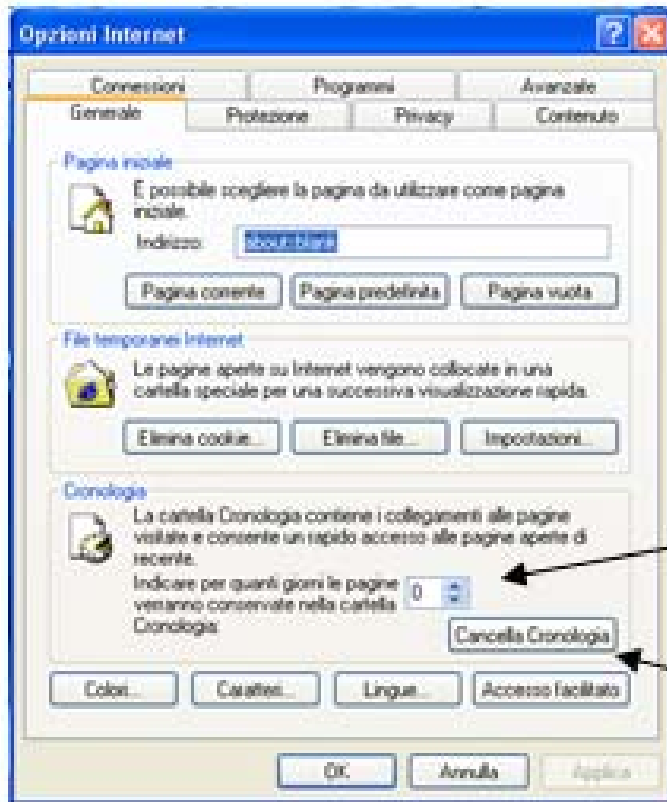 Opzioni Internet
Connessioni Programmi Avanzate
Generale Protezione Privacy Contenuto
Pagina iniziale
È possibile scegliere la pagina da utilizzare come pagina
iniziale.
Indirizzo: about:blank
Pagina corrente Pagina predefinita Pagina vuota
File temporanei Internet
Le pagine aperte su Internet vengono collocate in una
cartella speciale per una successiva visualizzazione rapida.
Elimina cookie... Elimina file... Impostazioni...
Cronologia
La cartella Cronologia contiene i collegamenti alle pagine
visitate e consente un rapido accesso alle pagine aperte di
recente.
Indicare per quanti giorni le pagine
verranno conservate nella cartella
Cronologia: 0
Cancella Cronologia
Colori... Caratteri... Lingue... Accesso facilitato
OK Annulla Applica